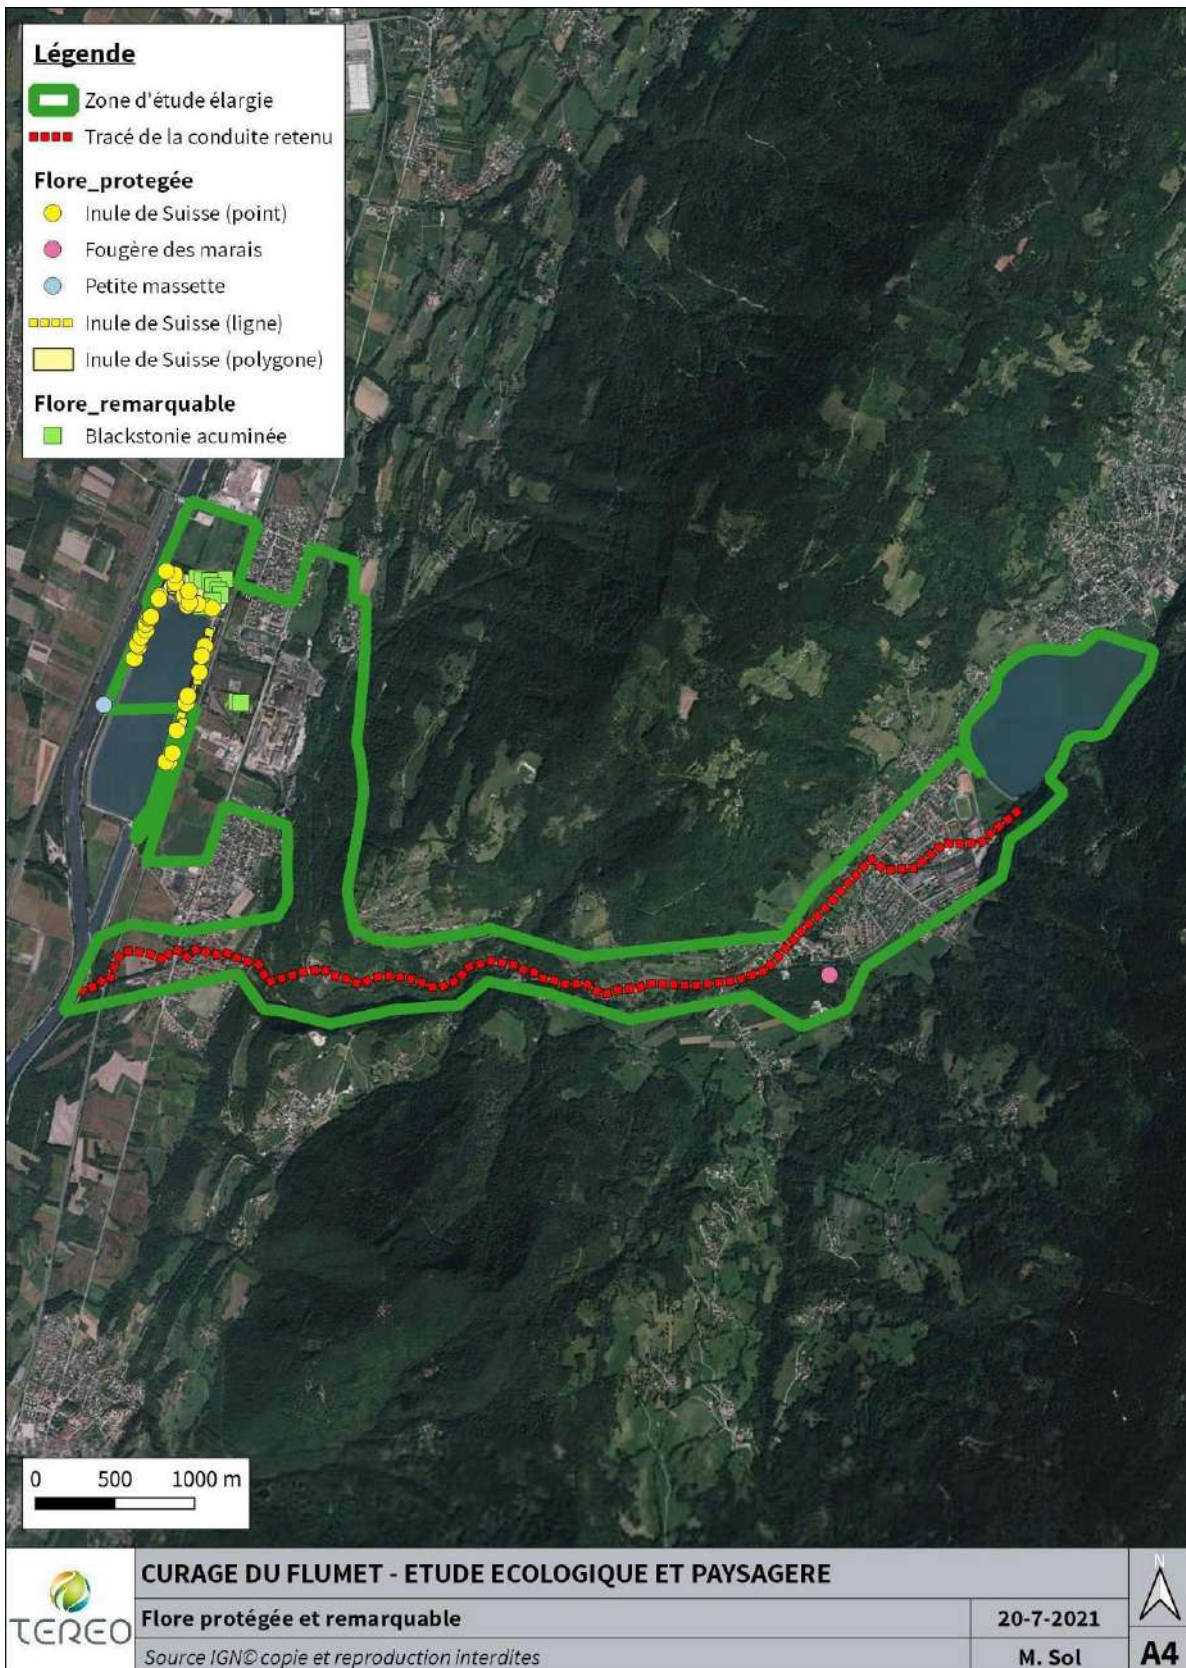 Légende
Zone d'étude élargie
Tracé de la conduite retenu
Flore_protegée
Inule de Suisse (point)
Fougère des marais
Petite massette
Inule de Suisse (ligne)
Inule de Suisse (polygone)
Flore_remarquable
Blackstonie acuminée
0 500 1000 m
TEREO
CURAGE DU FLUMET - ETUDE ECOLOGIQUE ET PAYSAGERE
Flore protégée et remarquable
20-7-2021
Source IGN© copie et reproduction interdites
M. Sol
N
A4